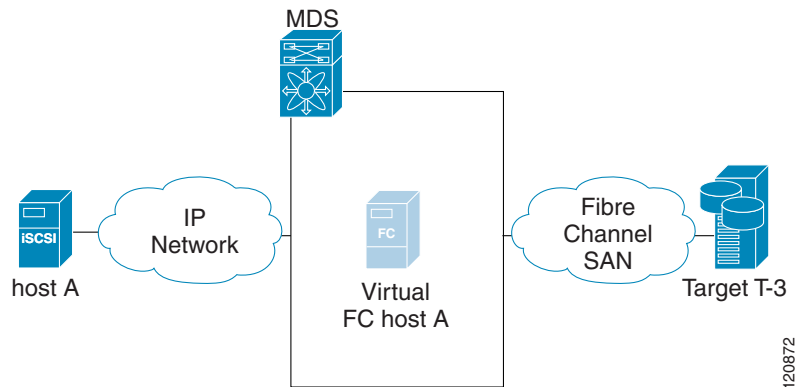 MDS
iSCSI
host A
IP
Network
FC
Virtual
FC host A
Fibre
Channel
SAN
Target T-3
120872